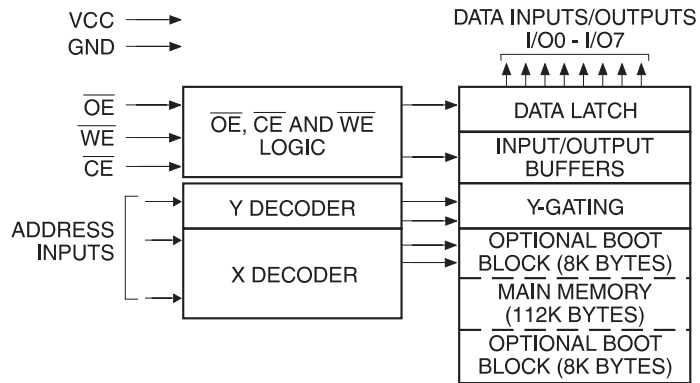 VCC
GND
DATA INPUTS/OUTPUTS
I/O0 - I/O7
OE
WE
CE
OE, CE AND WE
LOGIC
DATA LATCH
INPUT/OUTPUT
BUFFERS
ADDRESS
INPUTS
Y DECODER
Y-GATING
X DECODER
OPTIONAL BOOT
BLOCK (8K BYTES)
MAIN MEMORY
(112K BYTES)
OPTIONAL BOOT
BLOCK (8K BYTES)